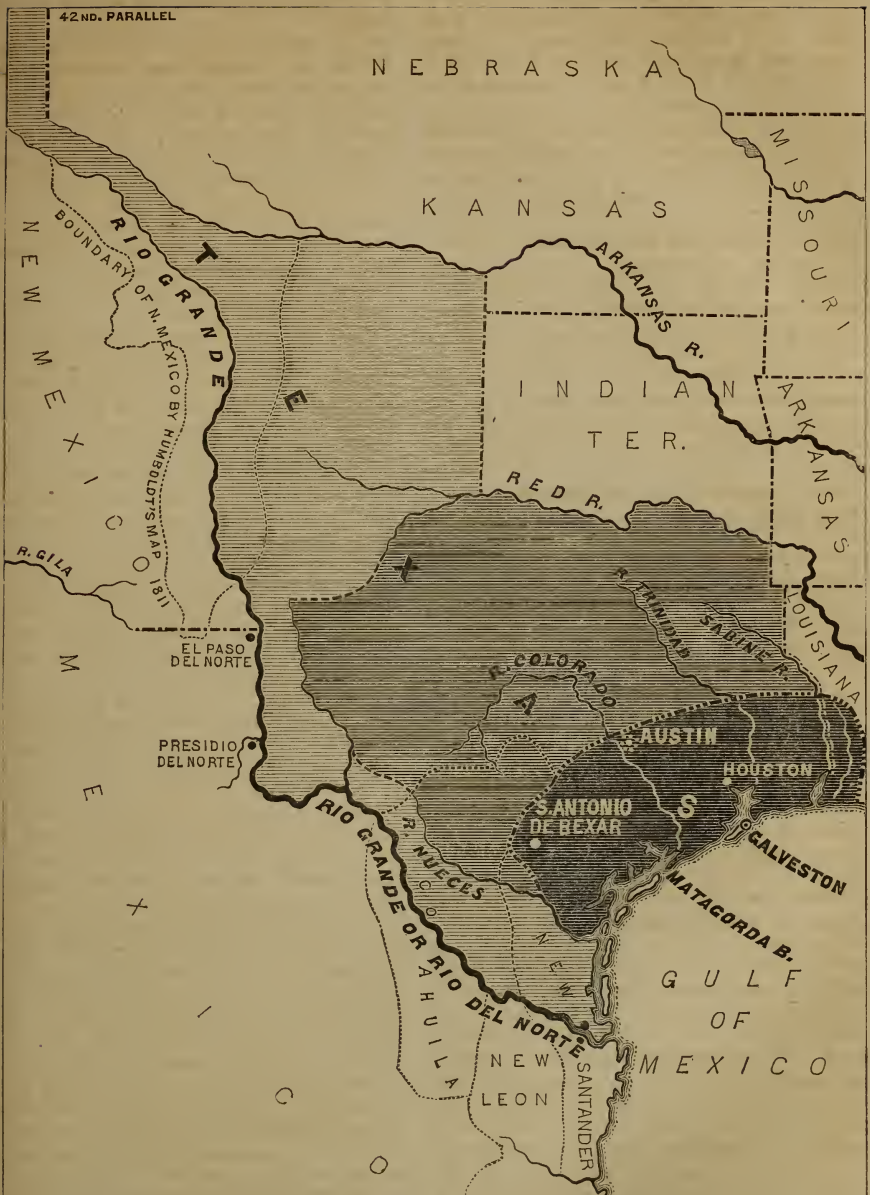 42ND. PARALLEL
NEBRASKA
KANSAS
MISSOURI
ARKANSAS R.
INDIAN
TER.
ARKANSAS
LOUISIANA
NEW MEXICO
BOUNDARY OF N. MEXICO BY HUMBOLDT'S MAP 1811
RIO GRANDE
TEXAS
RED R.
R. GILA
EL PASO
DEL NORTE
PRESIDIO
DEL NORTE
R. TRINIDAD
SABINE R.
R. COLORADO
AUSTIN
HOUSTON
S. ANTONIO
DE BEXAR
GALVESTON
MATAGORDA B.
R. NUECES
RIO GRANDE OR RIO DEL NORTE
COAHUILA
NEW
LEON
NEW SANTANDER
GULF
OF
MEXICO
MEXICO